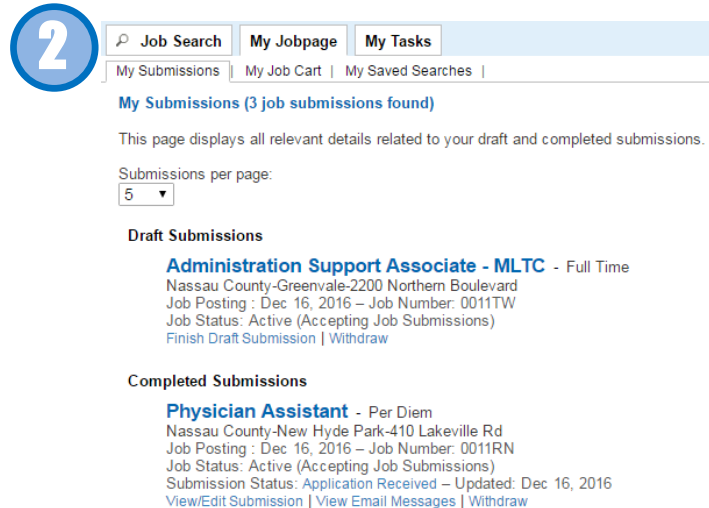 2
Job Search My Jobpage My Tasks
My Submissions | My Job Cart | My Saved Searches |
My Submissions (3 job submissions found)
This page displays all relevant details related to your draft and completed submissions.
Submissions per page:
5
Draft Submissions
Administration Support Associate - MLTC - Full Time
Nassau County-Greenvale-2200 Northern Boulevard
Job Posting : Dec 16, 2016 – Job Number: 0011TW
Job Status: Active (Accepting Job Submissions)
Finish Draft Submission | Withdraw
Completed Submissions
Physician Assistant - Per Diem
Nassau County-New Hyde Park-410 Lakeville Rd
Job Posting : Dec 16, 2016 – Job Number: 0011RN
Job Status: Active (Accepting Job Submissions)
Submission Status: Application Received – Updated: Dec 16, 2016
View/Edit Submission | View Email Messages | Withdraw